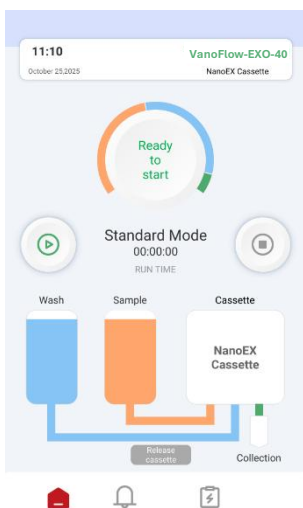 11:10
VanoFlow-EXO-40
October 25,2025
NanoEX Cassette
Ready
to
start
Standard Mode
00:00:00
RUN TIME
Wash
Sample
Cassette
NanoEX
Cassette
Release
cassette
Collection